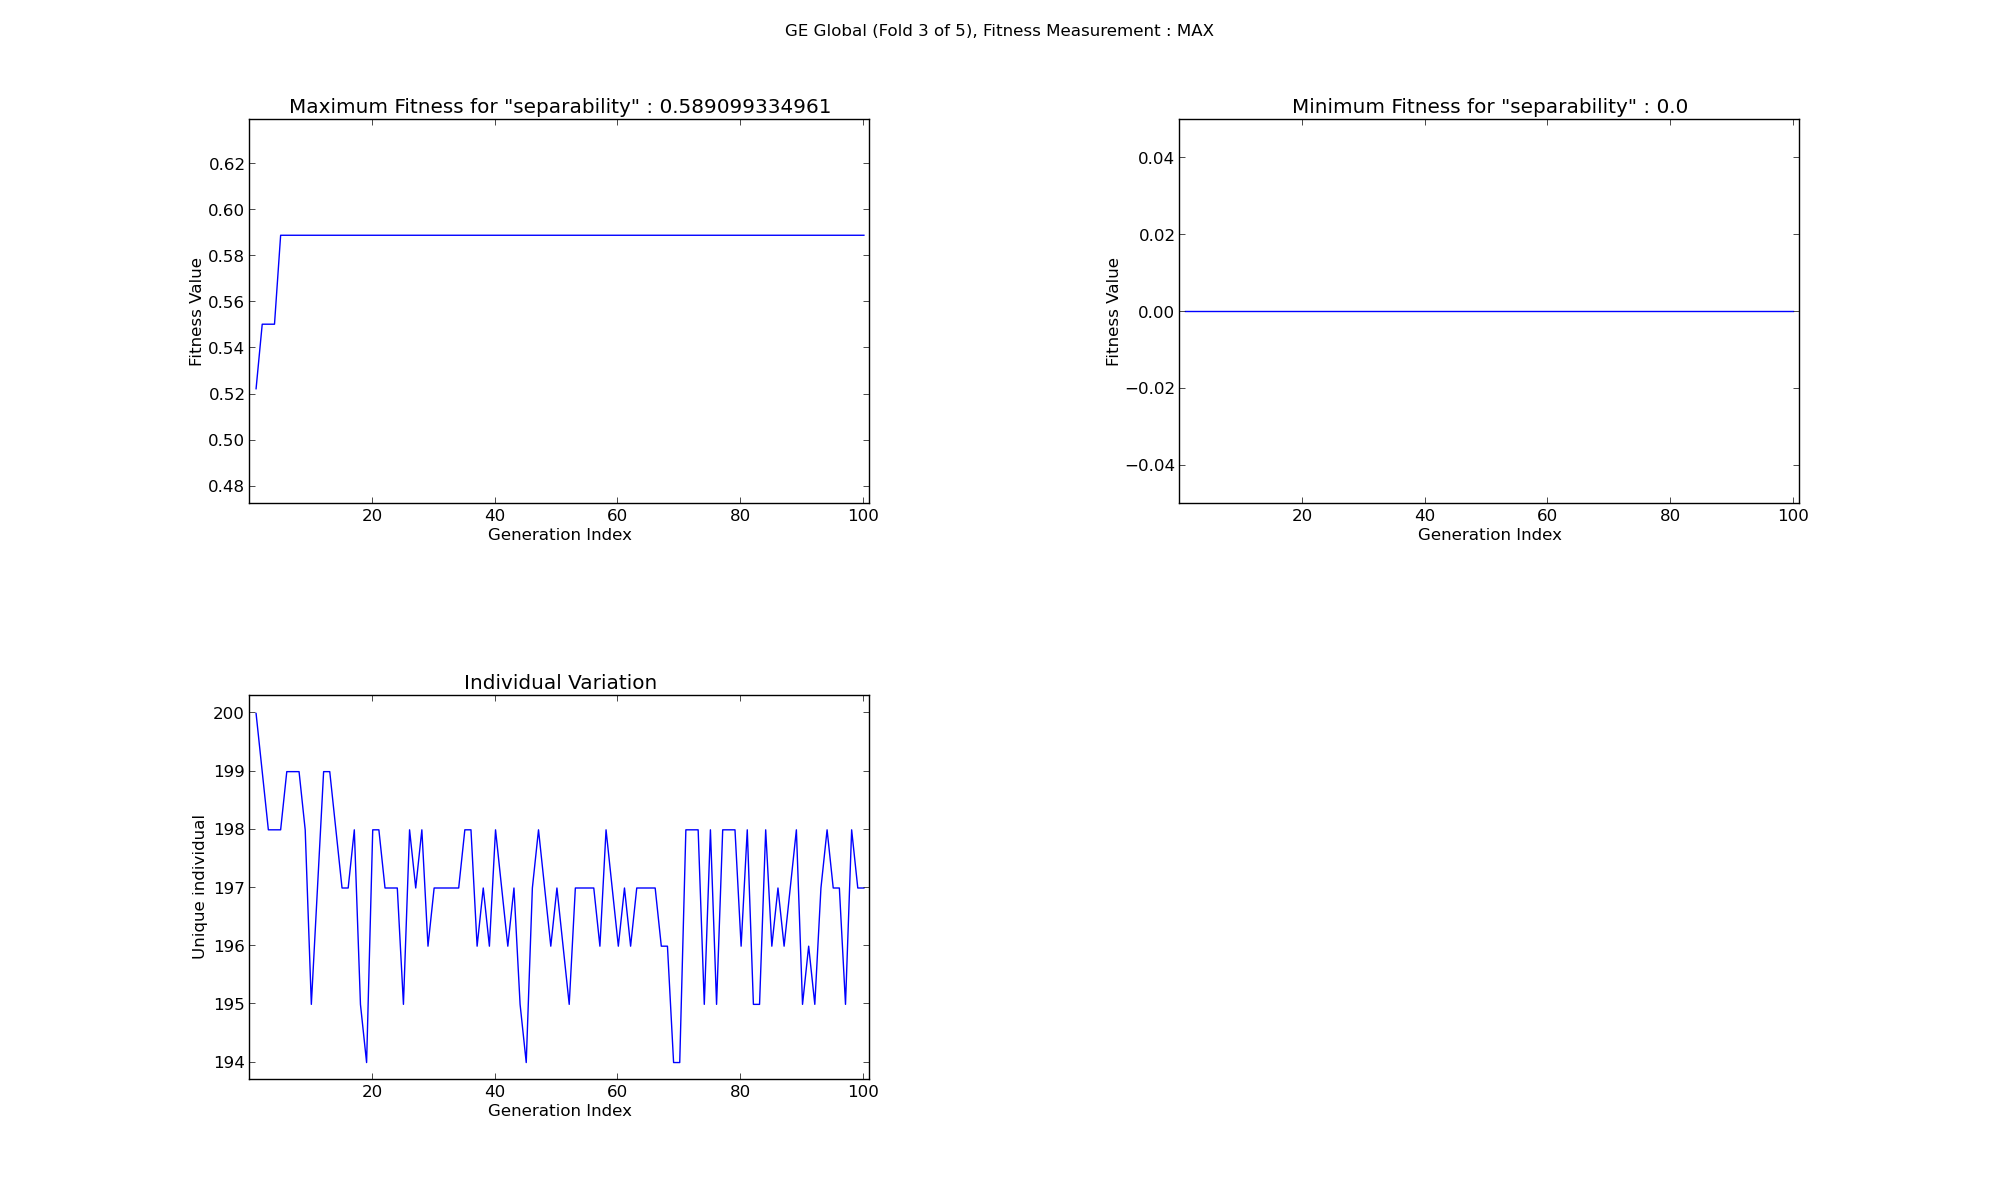 GE Global (Fold 3 of 5), Fitness Measurement : MAX
Maximum Fitness for "separability" : 0.589099334961
0.62
0.60
0.58
0.56
0.54
0.52
0.50
0.48
Fitness Value
20 40 60 80 100
Generation Index
Minimum Fitness for "separability" : 0.0
0.04
0.02
0.00
−0.02
−0.04
Fitness Value
20 40 60 80 100
Generation Index
Individual Variation
200
199
198
197
196
195
194
Unique individual
20 40 60 80 100
Generation Index